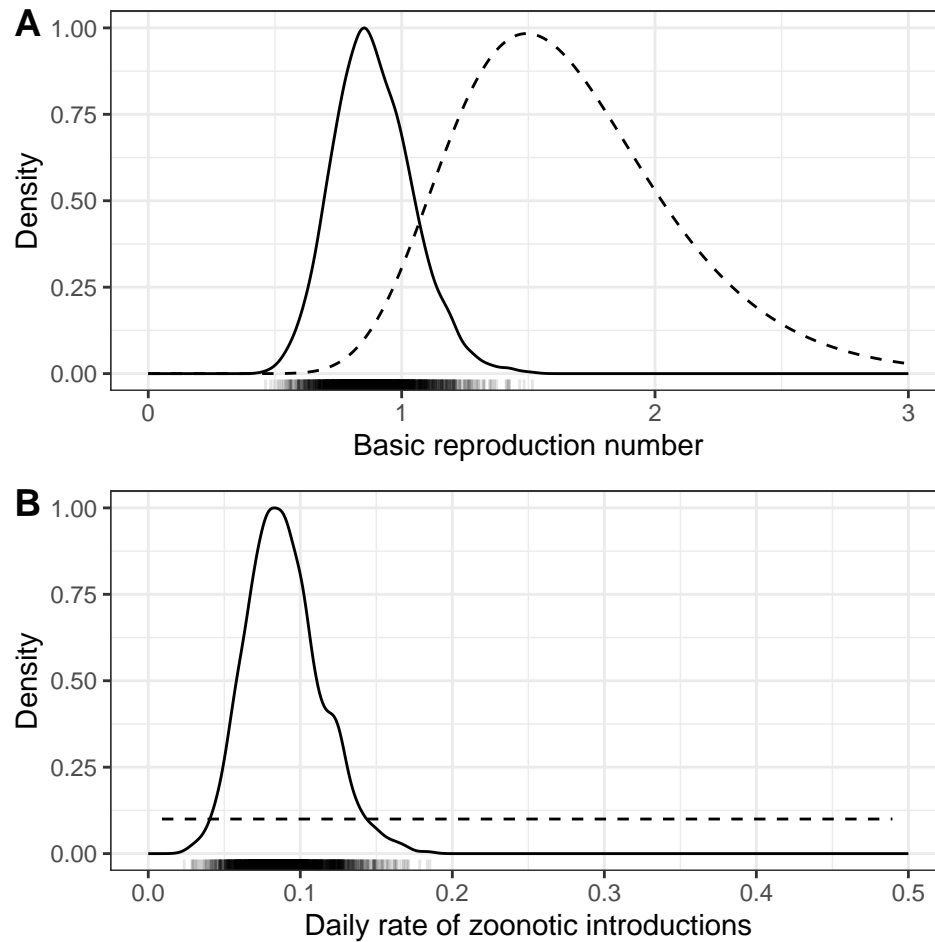 A
1.00
0.75
0.50
0.25
0.00
Density
0 1 2 3
Basic reproduction number
B
1.00
0.75
0.50
0.25
0.00
Density
0.0 0.1 0.2 0.3 0.4 0.5
Daily rate of zoonotic introductions